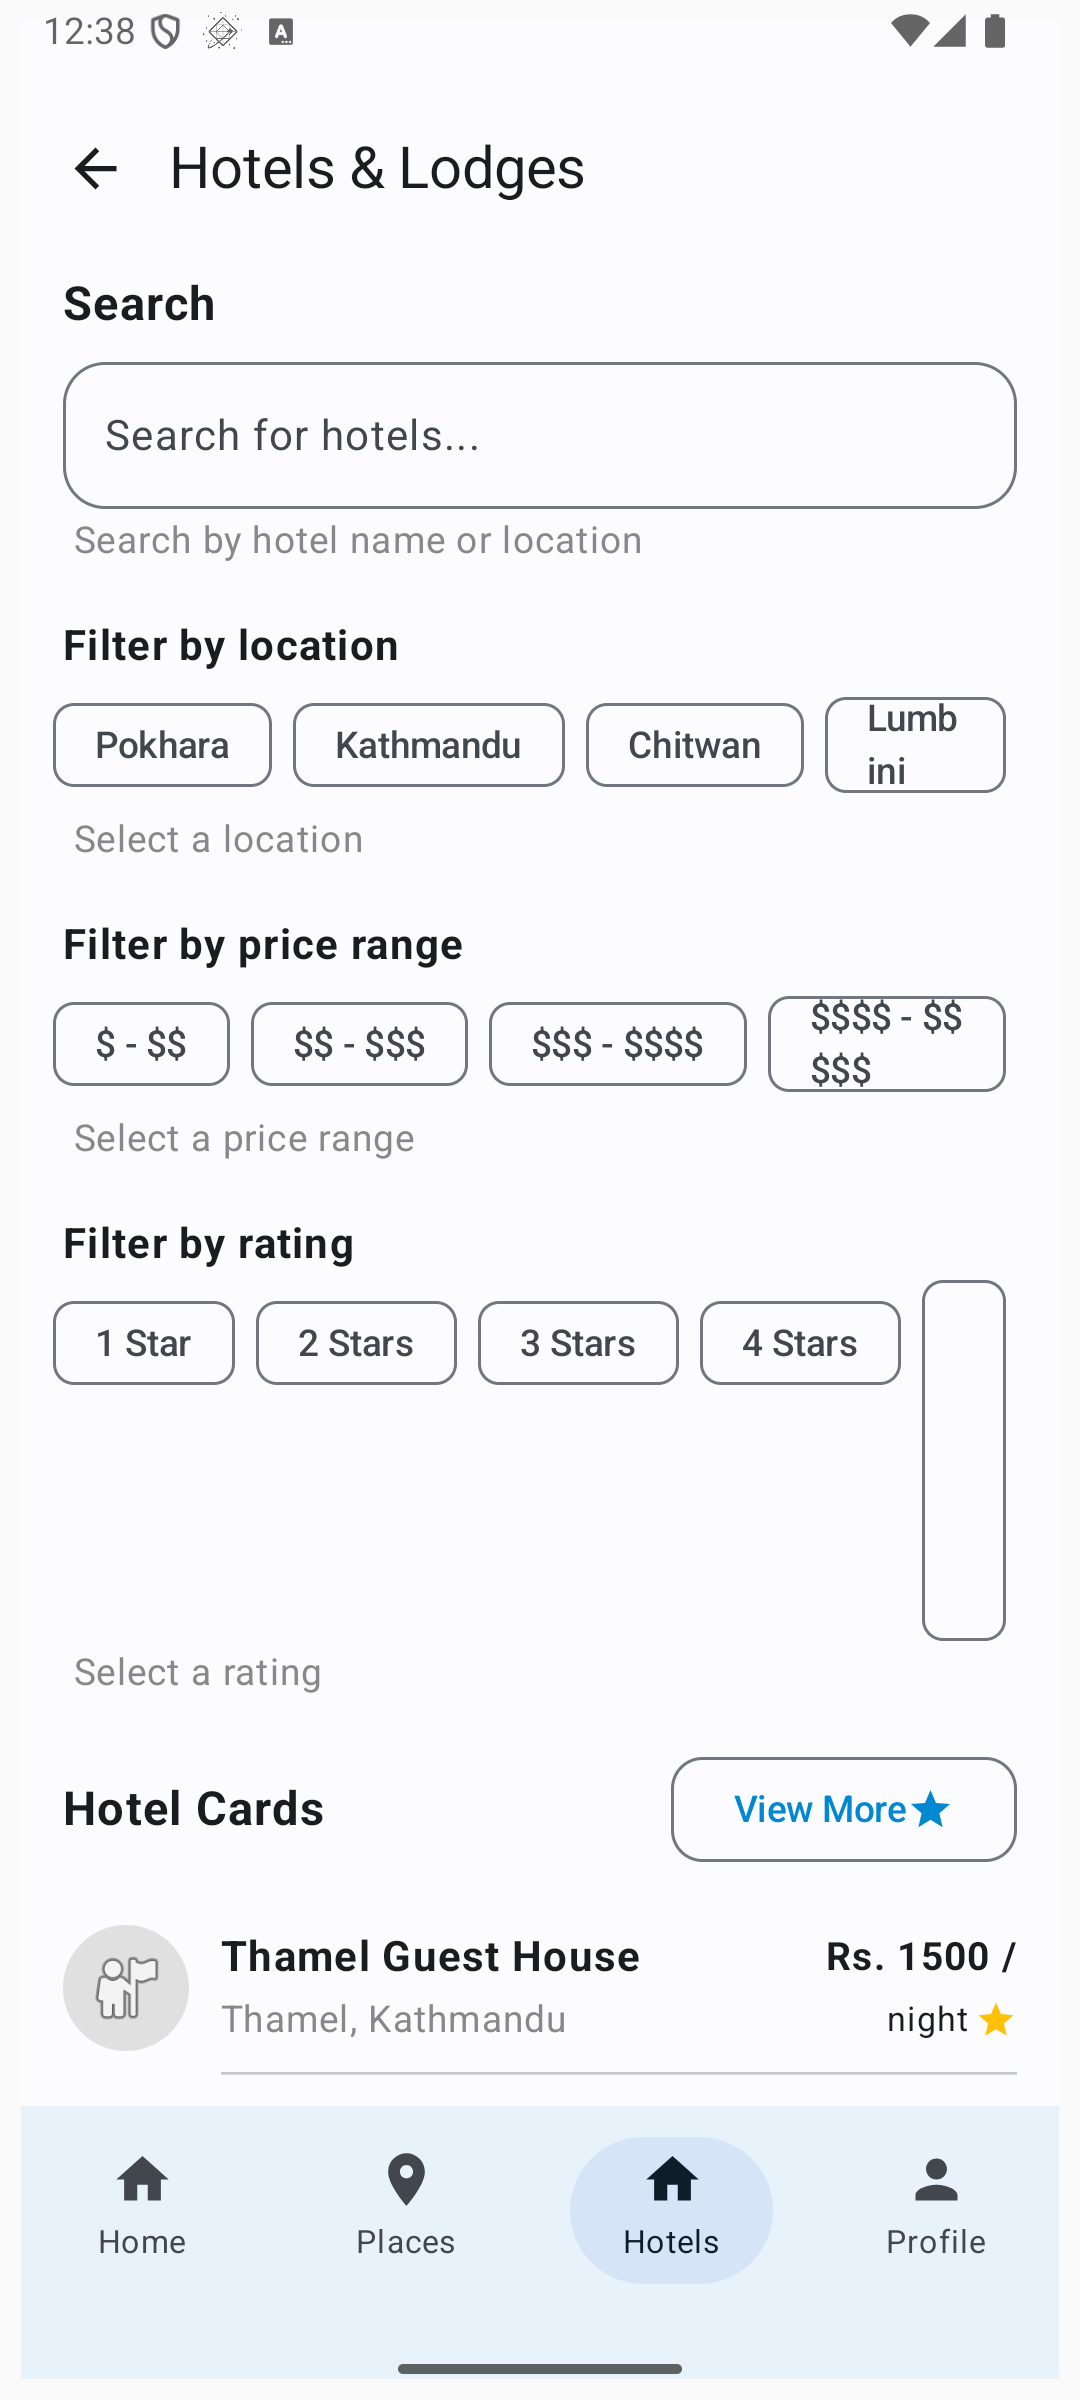 12:38
Hotels & Lodges
Search
Search for hotels...
Search by hotel name or location
Filter by location
Pokhara
Kathmandu
Chitwan
Lumb
ini
Select a location
Filter by price range
$ - $$
$$ - $$$
$$$ - $$$$
$$$$ - $$
$$$
Select a price range
Filter by rating
1 Star
2 Stars
3 Stars
4 Stars
Select a rating
Hotel Cards
View More
Thamel Guest House
Rs. 1500 /
Thamel, Kathmandu
night
Home
Places
Hotels
Profile